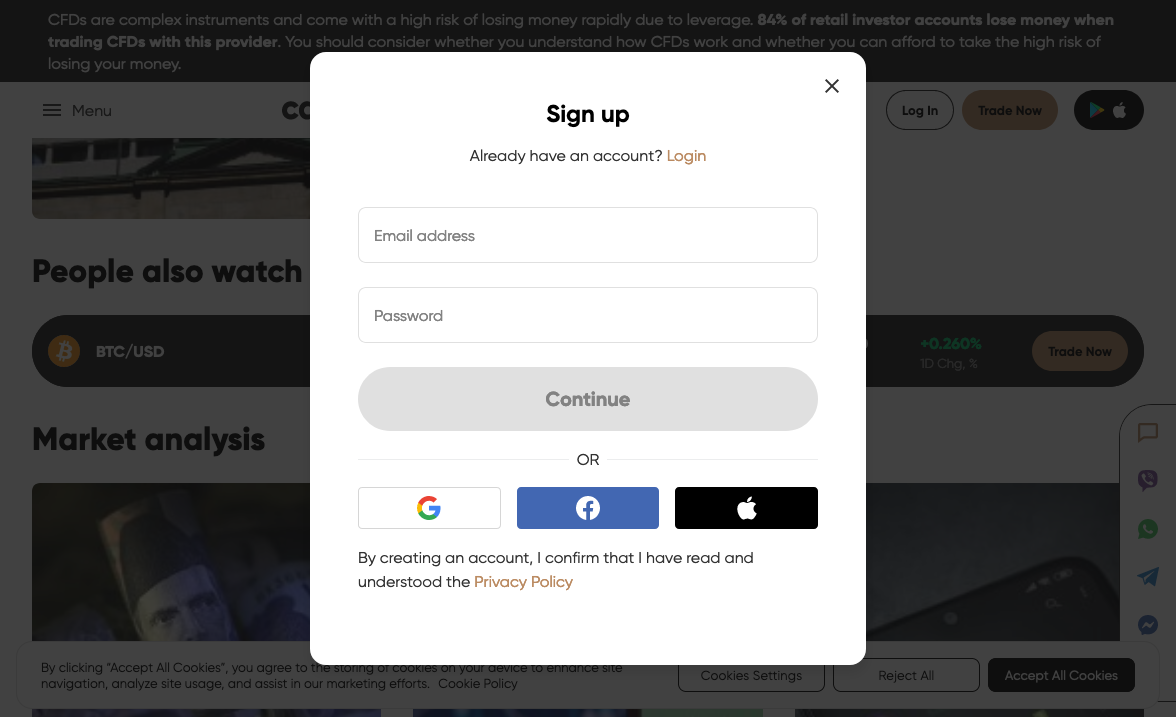 CFDs are complex instruments and come with a high risk of losing money rapidly due to leverage. 84% of retail investor accounts lose money when
trading CFDs with this provider. You should consider whether you understand how CFDs work and whether you can afford to take the high risk of
losing your money.
Menu
Log In
Trade Now
Sign up
Already have an account? Login
Email address
Password
Continue
OR
By creating an account, I confirm that I have read and
understood the Privacy Policy
People also watch
BTC/USD
+0.260%
1D Chg, %
Trade Now
Market analysis
By clicking “Accept All Cookies”, you agree to the storing of cookies on your device to enhance site
navigation, analyze site usage, and assist in our marketing efforts. Cookie Policy
Cookies Settings
Reject All
Accept All Cookies